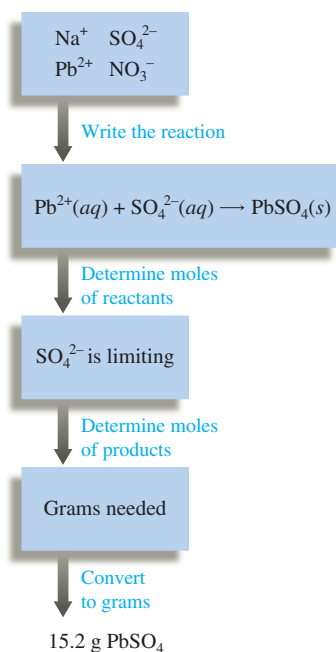 Na⁺ SO₄²⁻
Pb²⁺ NO₃⁻
Write the reaction
Pb²⁺(aq) + SO₄²⁻(aq) ⟶ PbSO₄(s)
Determine moles
of reactants
SO₄²⁻ is limiting
Determine moles
of products
Grams needed
Convert
to grams
15.2 g PbSO₄